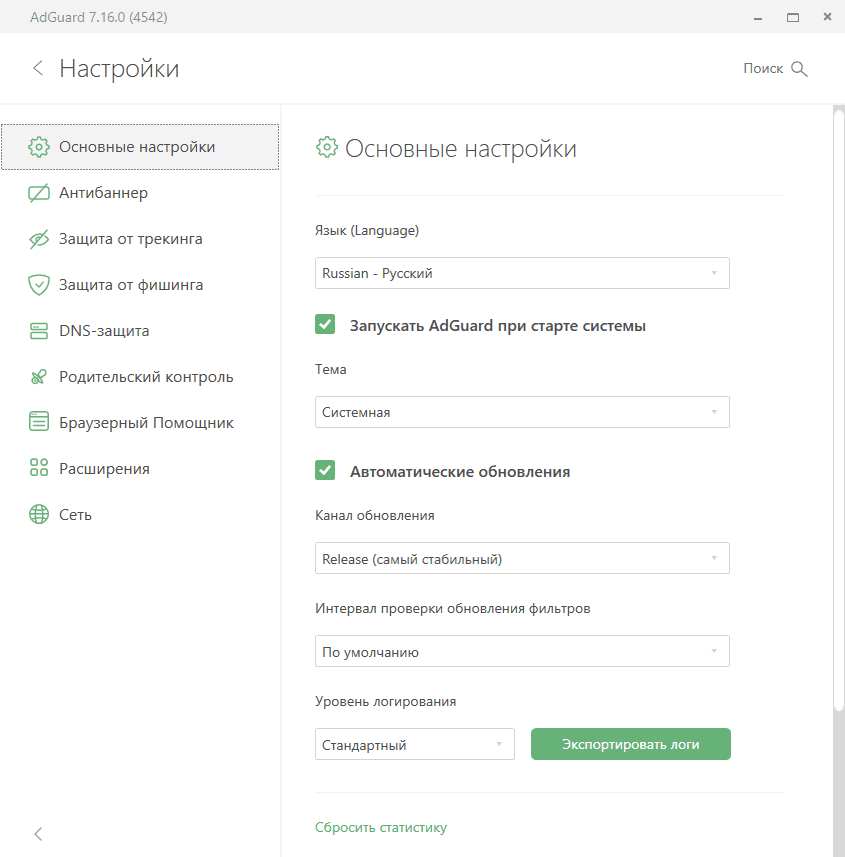 AdGuard 7.16.0 (4542)
Настройки
Поиск
Основные настройки
Антибаннер
Защита от трекинга
Защита от фишинга
DNS-защита
Родительский контроль
Браузерный Помощник
Расширения
Сеть
Основные настройки
Язык (Language)
Russian - Русский
Запускать AdGuard при старте системы
Тема
Системная
Автоматические обновления
Канал обновления
Release (самый стабильный)
Интервал проверки обновления фильтров
По умолчанию
Уровень логирования
Стандартный
Экспортировать логи
Сбросить статистику